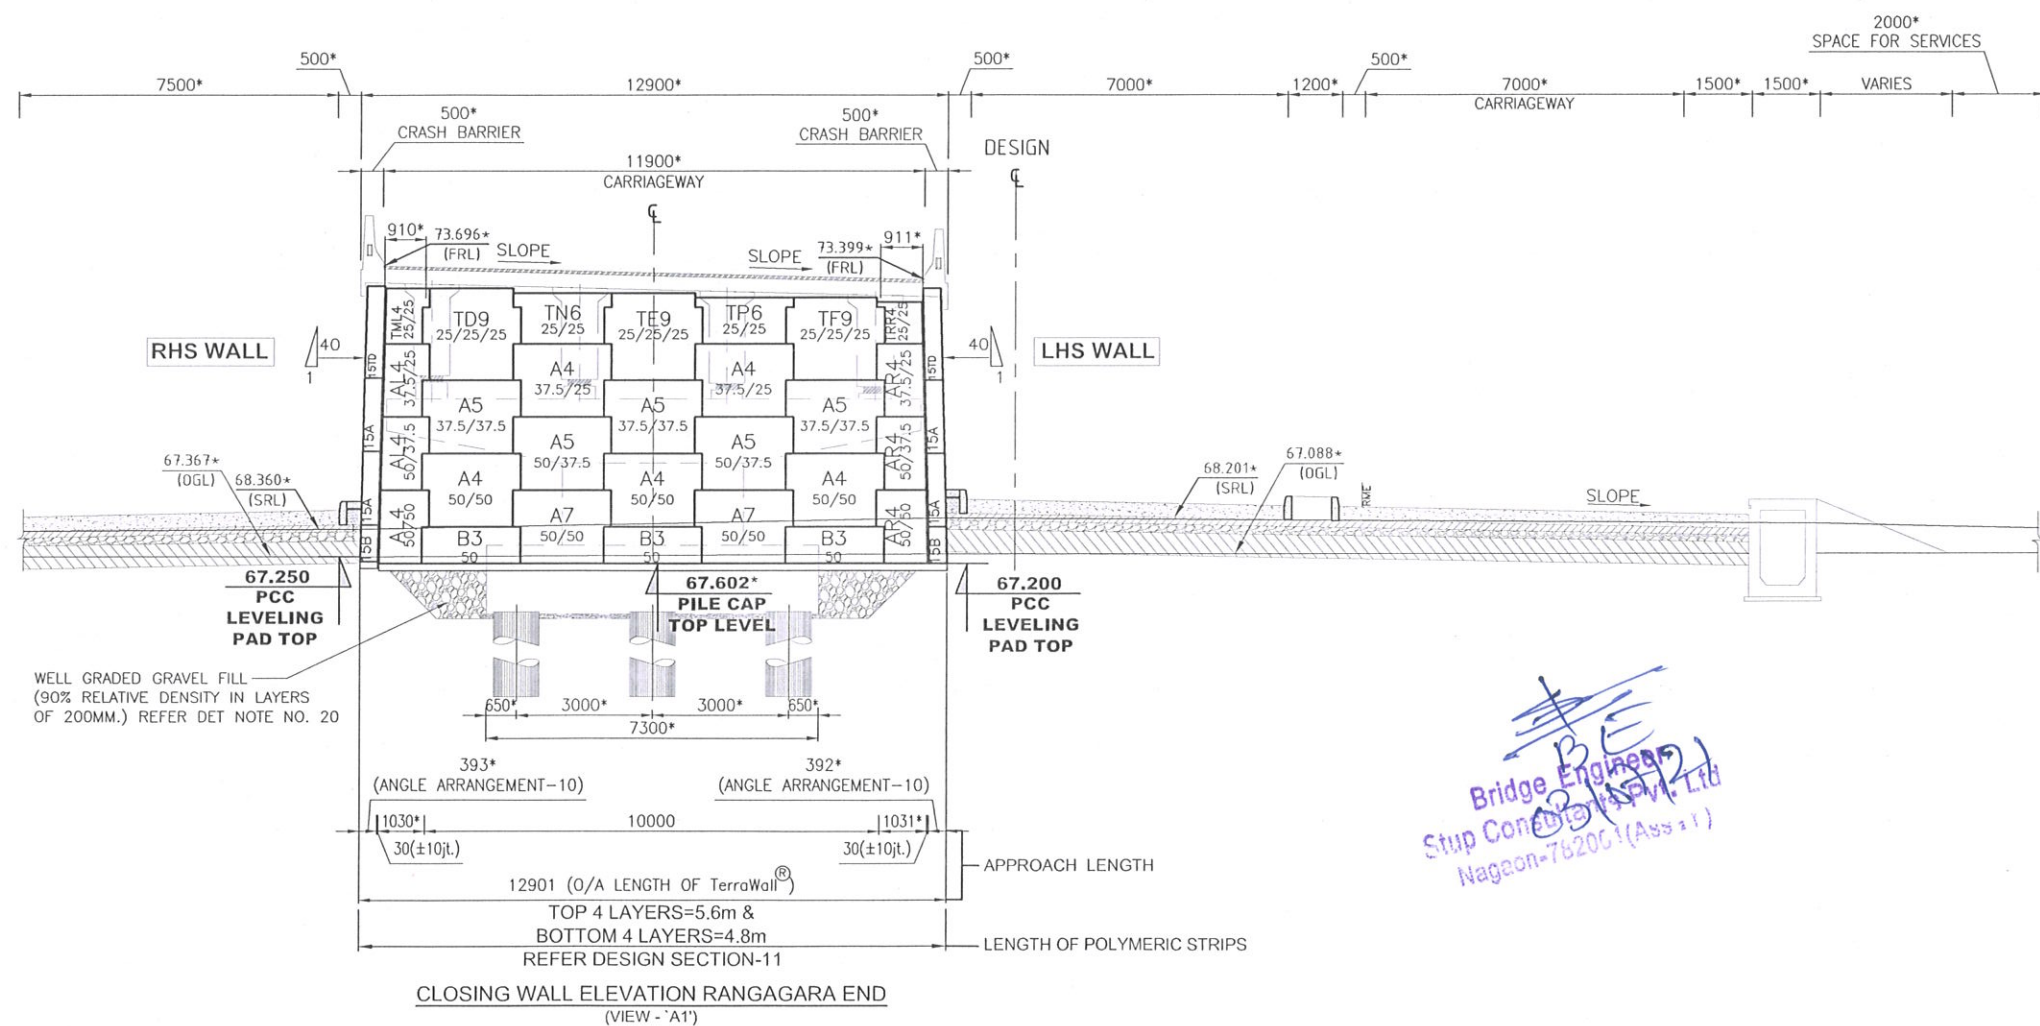 2000*
SPACE FOR SERVICES
500*
500*
500*
7500*
12900*
7000*
1200*
7000*
CARRIAGEWAY
1500*
1500*
VARIES
500*
CRASH BARRIER
500*
CRASH BARRIER
DESIGN
℄
11900*
CARRIAGEWAY
℄
910*
73.696*
(FRL)
SLOPE
SLOPE
73.399*
(FRL)
911*
TML4
25/25
TD9
25/25/25
TN6
25/25
TE9
25/25/25
TP6
25/25
TF9
25/25/25
TRR4
25/25
RHS WALL
40
1
40
1
LHS WALL
15TD
AL4
37.5/25
A4
37.5/25
A4
37.5/25
AR4
37.5/25
15TD
A5
37.5/37.5
A5
37.5/37.5
A5
37.5/37.5
15A
AL4
50/37.5
A5
50/37.5
A5
50/37.5
AR4
50/37.5
15A
67.367*
(OGL)
68.360*
(SRL)
A4
50/50
A4
50/50
A4
50/50
68.201*
(SRL)
67.088*
(OGL)
RME
SLOPE
15A
50/50
A7
50/50
A7
50/50
AR4
50/50
15A
15B
B3
50
B3
50
B3
50
15B
67.250
PCC
LEVELING
PAD TOP
67.602*
PILE CAP
TOP LEVEL
67.200
PCC
LEVELING
PAD TOP
WELL GRADED GRAVEL FILL
(90% RELATIVE DENSITY IN LAYERS
OF 200MM.) REFER DET NOTE NO. 20
650*
3000*
3000*
650*
7300*
393*
(ANGLE ARRANGEMENT-10)
392*
(ANGLE ARRANGEMENT-10)
1030*
10000
1031*
30(±10jt.)
30(±10jt.)
APPROACH LENGTH
12901 (O/A LENGTH OF TerraWall®)
TOP 4 LAYERS=5.6m &
BOTTOM 4 LAYERS=4.8m
LENGTH OF POLYMERIC STRIPS
REFER DESIGN SECTION-11
CLOSING WALL ELEVATION RANGAGARA END
(VIEW - `A1')
BE
Bridge Engineer
Stup Consultants Pvt. Ltd
Nagaon-782001